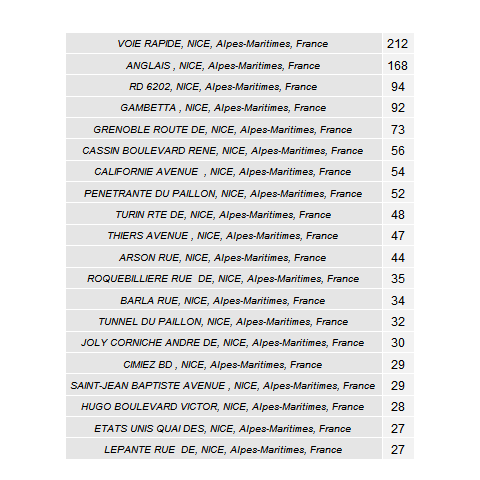 VOIE RAPIDE, NICE, Alpes-Maritimes, France 212
ANGLAIS , NICE, Alpes-Maritimes, France 168
RD 6202, NICE, Alpes-Maritimes, France 94
GAMBETTA , NICE, Alpes-Maritimes, France 92
GRENOBLE ROUTE DE, NICE, Alpes-Maritimes, France 73
CASSIN BOULEVARD RENE, NICE, Alpes-Maritimes, France 56
CALIFORNIE AVENUE  , NICE, Alpes-Maritimes, France 54
PENETRANTE DU PAILLON, NICE, Alpes-Maritimes, France 52
TURIN RTE DE, NICE, Alpes-Maritimes, France 48
THIERS AVENUE , NICE, Alpes-Maritimes, France 47
ARSON RUE, NICE, Alpes-Maritimes, France 44
ROQUEBILLIERE RUE  DE, NICE, Alpes-Maritimes, France 35
BARLA RUE, NICE, Alpes-Maritimes, France 34
TUNNEL DU PAILLON, NICE, Alpes-Maritimes, France 32
JOLY CORNICHE ANDRE DE, NICE, Alpes-Maritimes, France 30
CIMIEZ BD , NICE, Alpes-Maritimes, France 29
SAINT-JEAN BAPTISTE AVENUE , NICE, Alpes-Maritimes, France 29
HUGO BOULEVARD VICTOR, NICE, Alpes-Maritimes, France 28
ETATS UNIS QUAI DES, NICE, Alpes-Maritimes, France 27
LEPANTE RUE  DE, NICE, Alpes-Maritimes, France 27